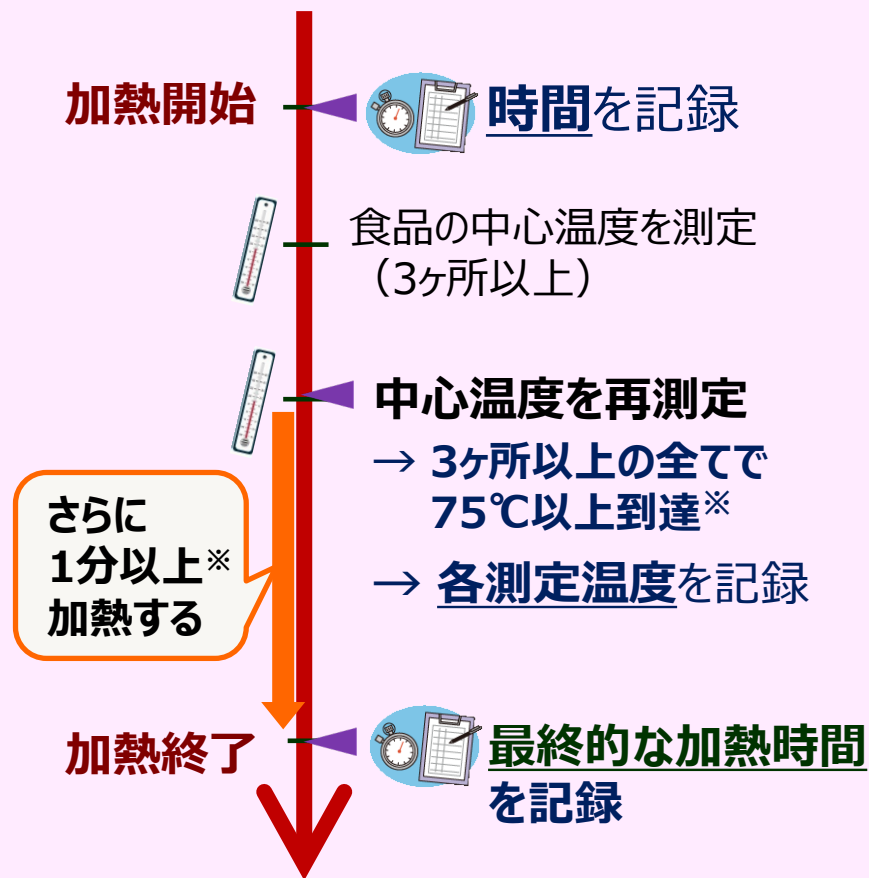 加熱開始
時間を記録
食品の中心温度を測定
（3ヶ所以上）
中心温度を再測定
→ 3ヶ所以上の全てで
75℃以上到達※
→ 各測定温度を記録
さらに
1分以上※
加熱する
加熱終了
最終的な加熱時間
を記録